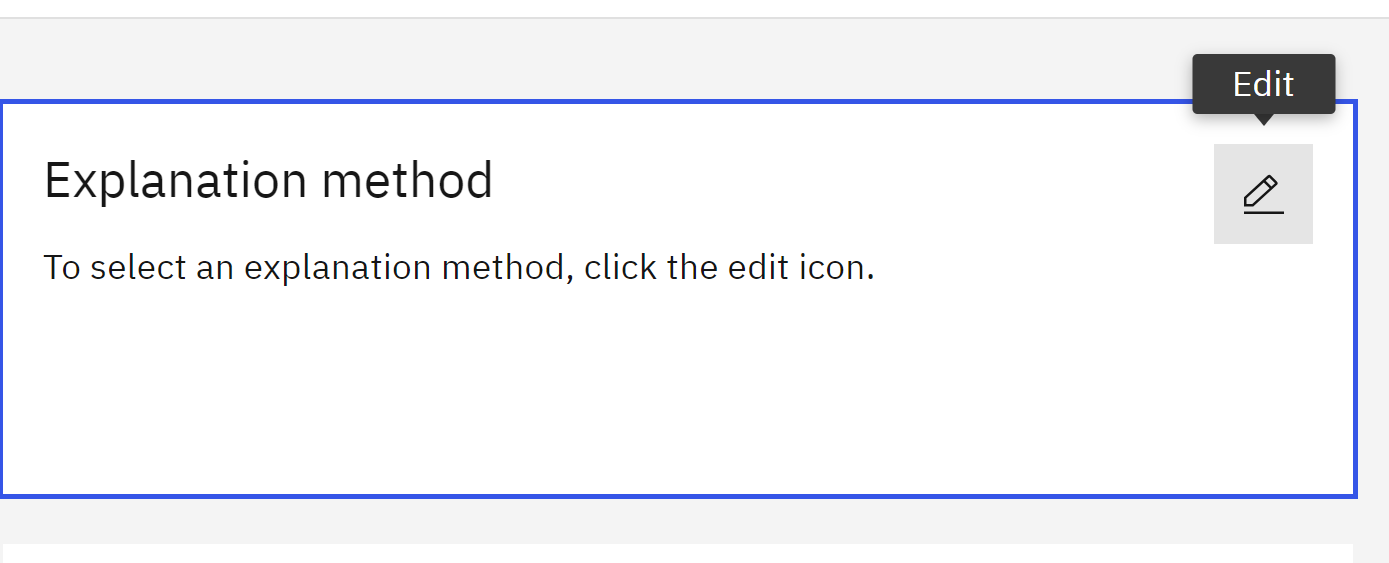 Edit
Explanation method
To select an explanation method, click the edit icon.